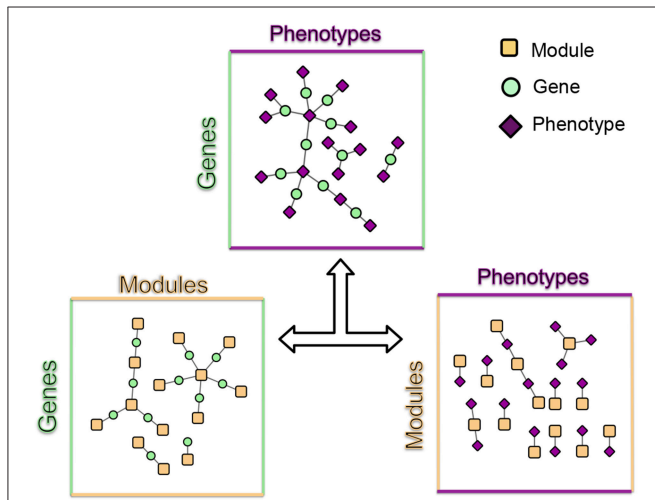 Phenotypes
Genes
Module
Gene
Phenotype
Modules
Genes
Phenotypes
Modules